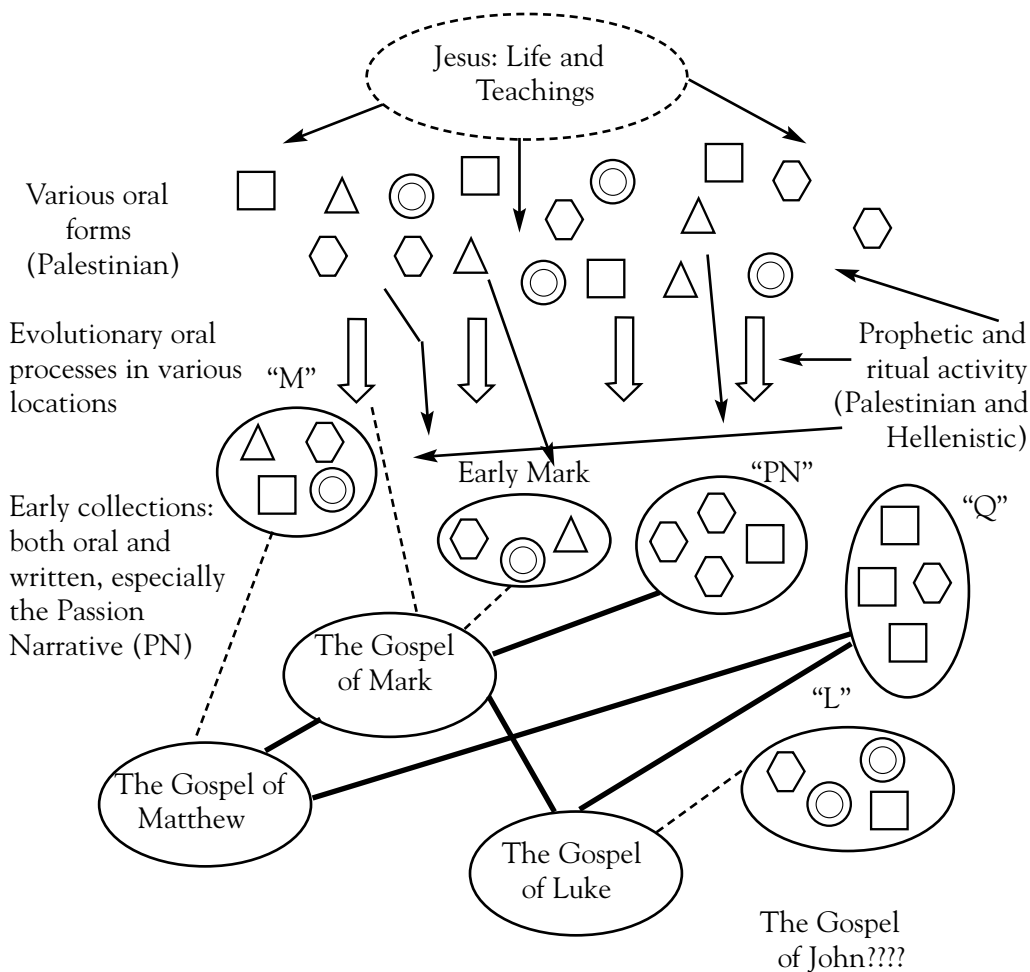 Jesus: Life and
Teachings
Various oral
forms
(Palestinian)
Evolutionary oral
processes in various
locations
Prophetic and
ritual activity
(Palestinian and
Hellenistic)
“M”
Early Mark
“PN”
“Q”
Early collections:
both oral and
written, especially
the Passion
Narrative (PN)
The Gospel
of Mark
“L”
The Gospel of
Matthew
The Gospel
of Luke
The Gospel
of John????